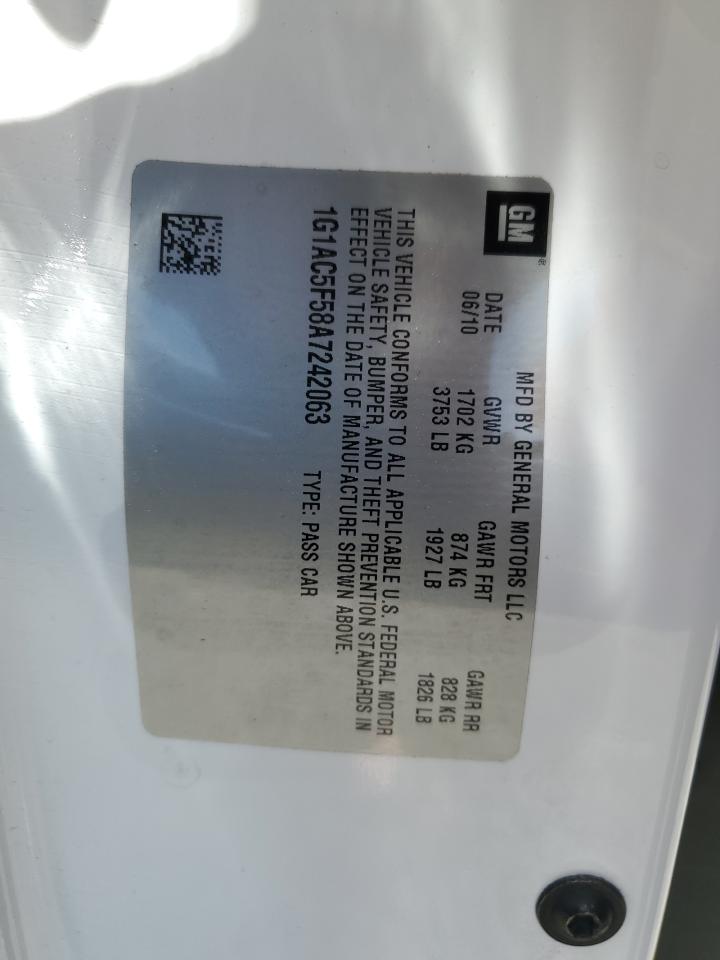 GM®
MFD BY GENERAL MOTORS LLC
DATE GVWR GAWR FRT GAWR RR
06/10 1702 KG 874 KG 828 KG
3753 LB 1927 LB 1826 LB
THIS VEHICLE CONFORMS TO ALL APPLICABLE U.S. FEDERAL MOTOR
VEHICLE SAFETY, BUMPER, AND THEFT PREVENTION STANDARDS IN
EFFECT ON THE DATE OF MANUFACTURE SHOWN ABOVE.
1G1AC5F58A7242063 TYPE: PASS CAR